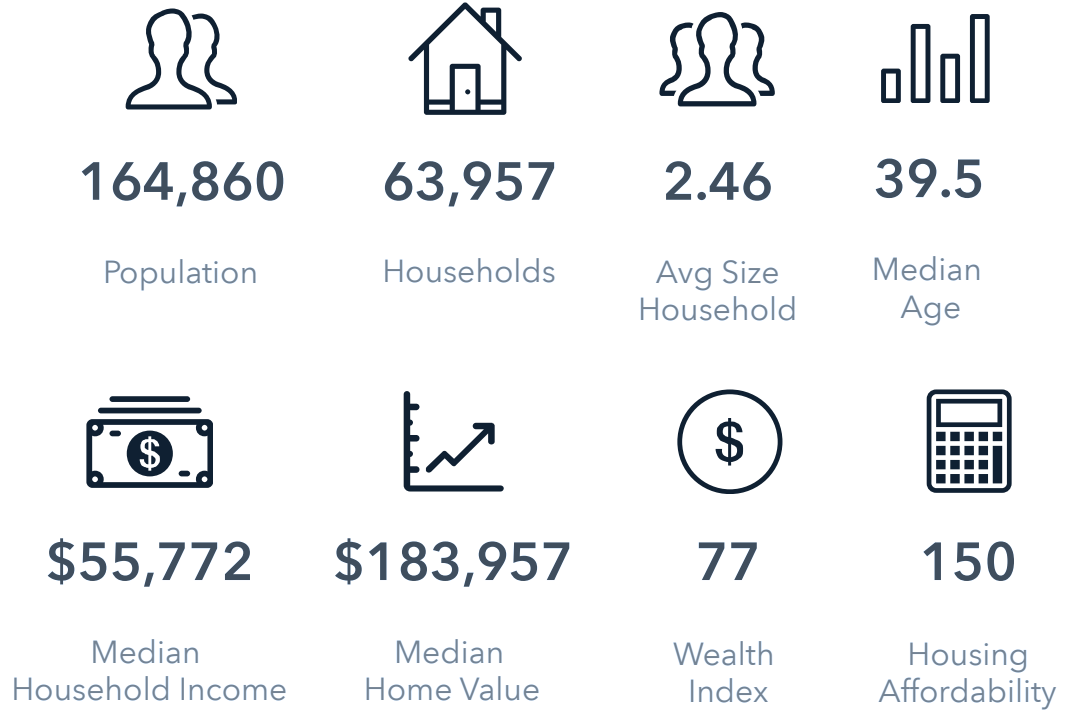 164,860
Population
63,957
Households
2.46
Avg Size
Household
39.5
Median
Age
$
$55,772
Median
Household Income
$183,957
Median
Home Value
$
77
Wealth
Index
150
Housing
Affordability